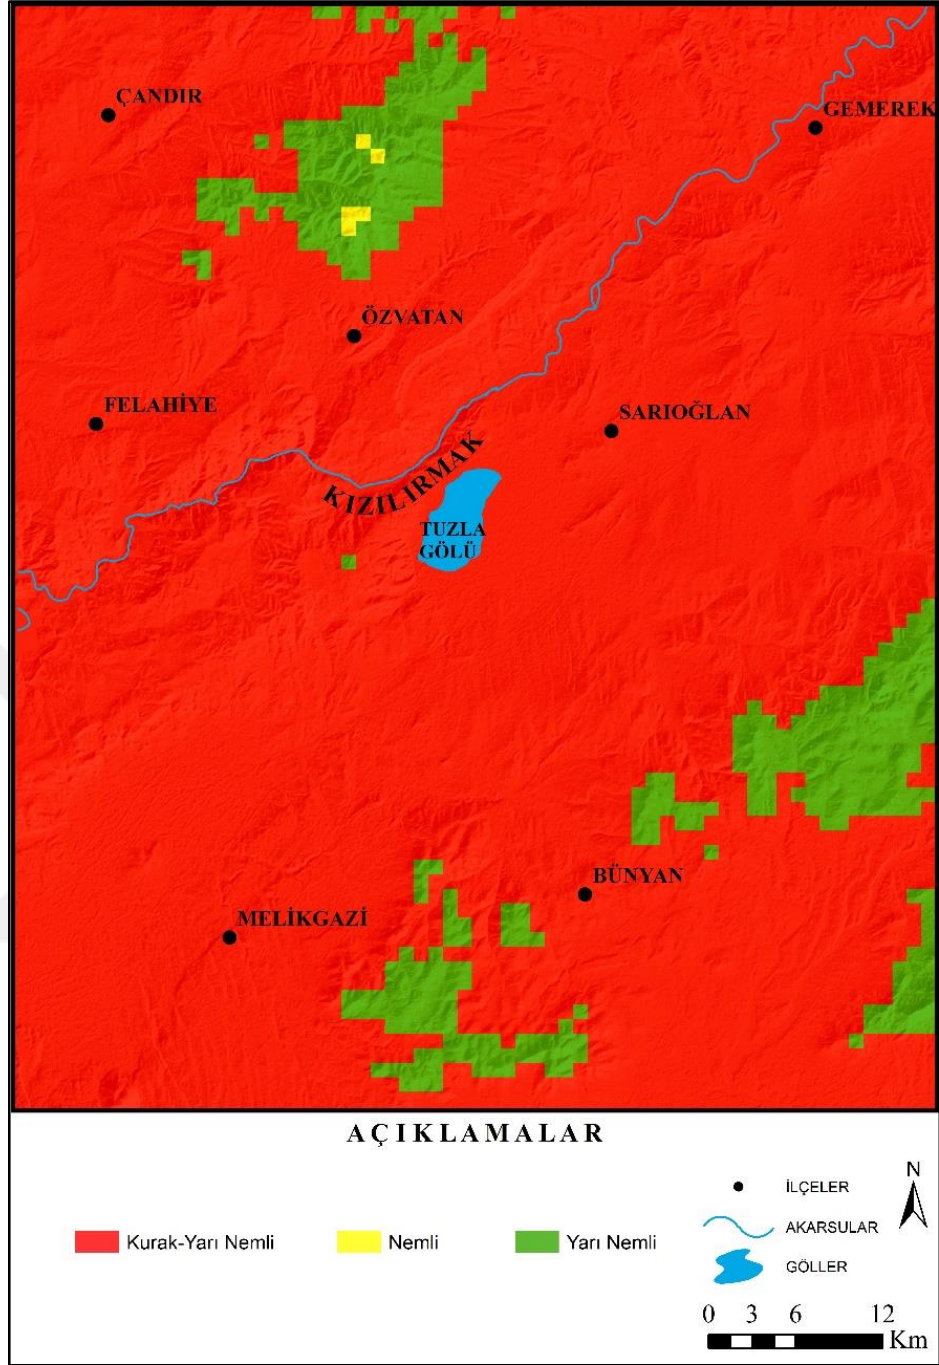 ÇANDIR
GEMEREK
ÖZVATAN
FELAHİYE
SARIOĞLAN
KIZILIRMAK
TUZLA
GÖLÜ
BÜNYAN
MELİKGAZİ
AÇIKLAMALAR
N
İLÇELER
AKARSULAR
GÖLLER
Kurak-Yarı Nemli
Nemli
Yarı Nemli
0 3 6 12
Km